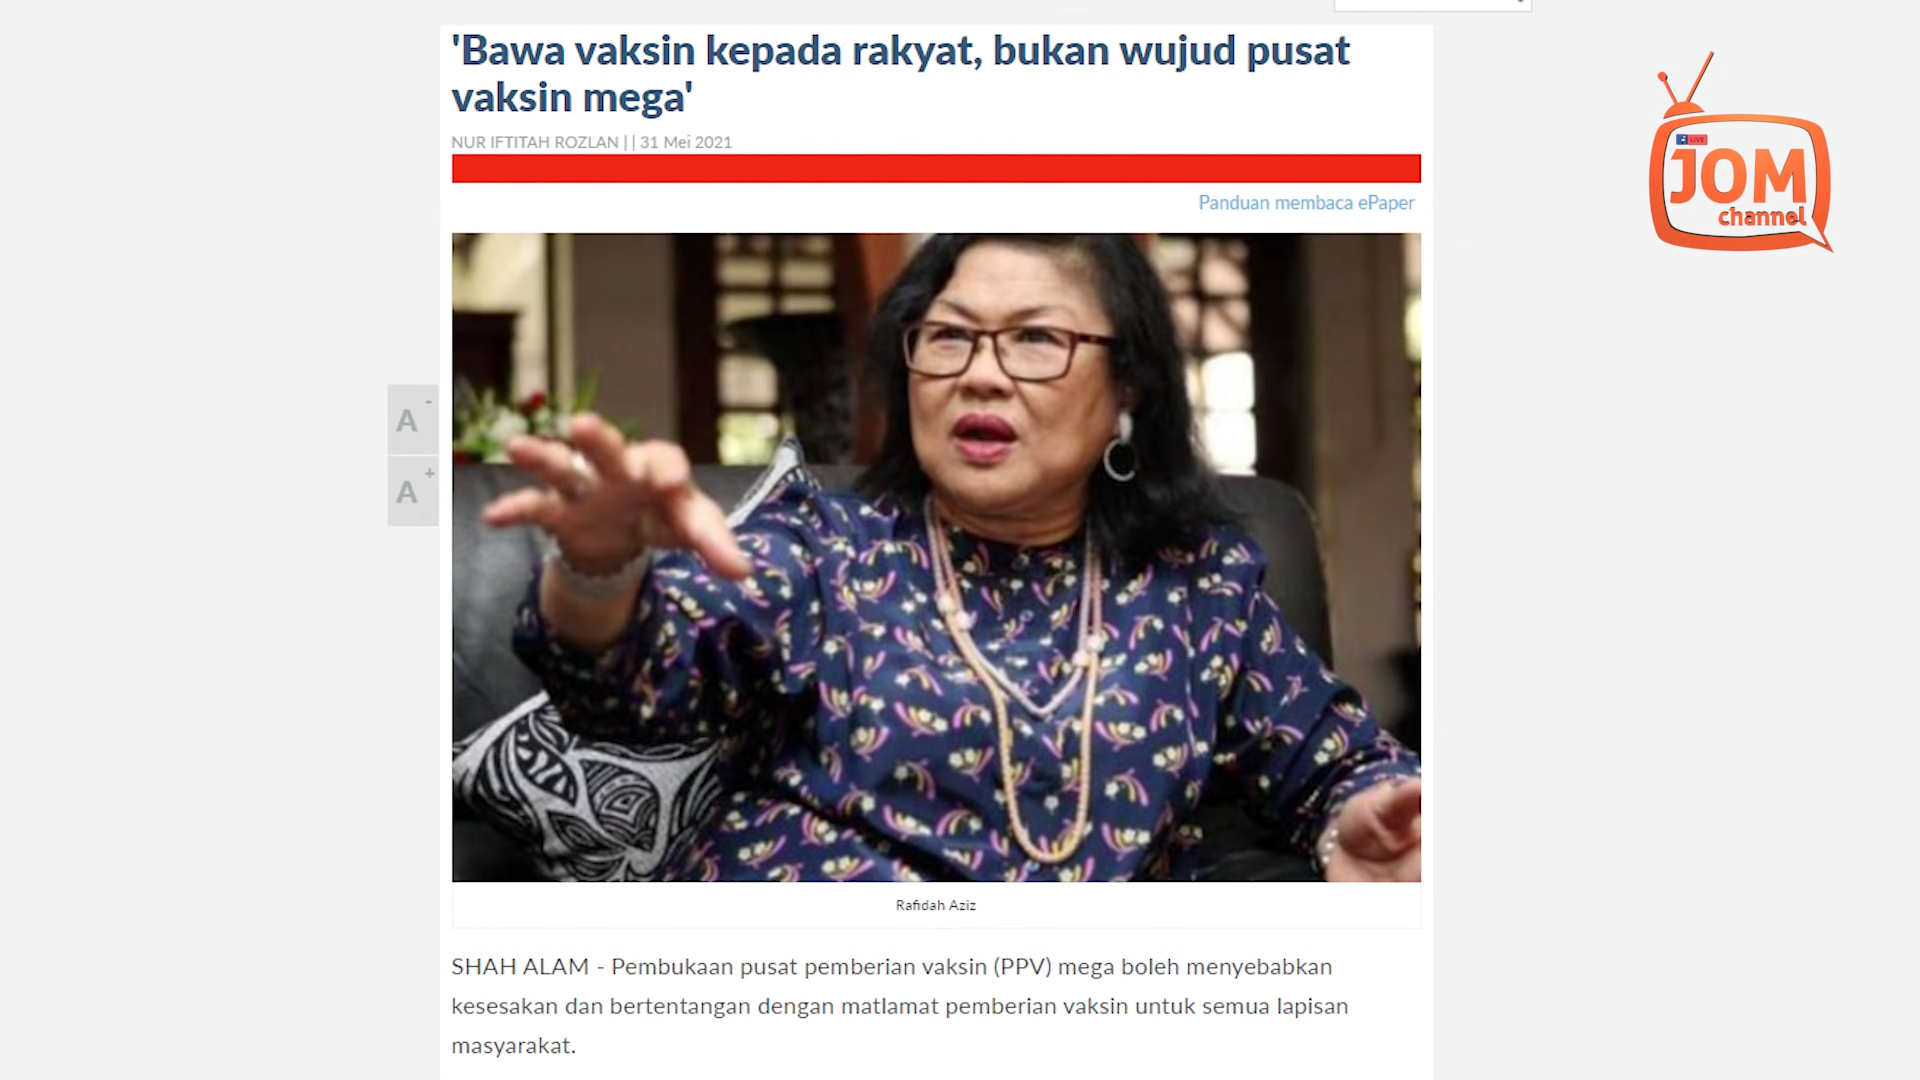 'Bawa vaksin kepada rakyat, bukan wujud pusat
vaksin mega'
NUR IFTITAH ROZLAN | | 31 Mei 2021
Panduan membaca ePaper
A -
A +
Rafidah Aziz
SHAH ALAM - Pembukaan pusat pemberian vaksin (PPV) mega boleh menyebabkan
kesesakan dan bertentangan dengan matlamat pemberian vaksin untuk semua lapisan
masyarakat.
LIVE
JOM
channel